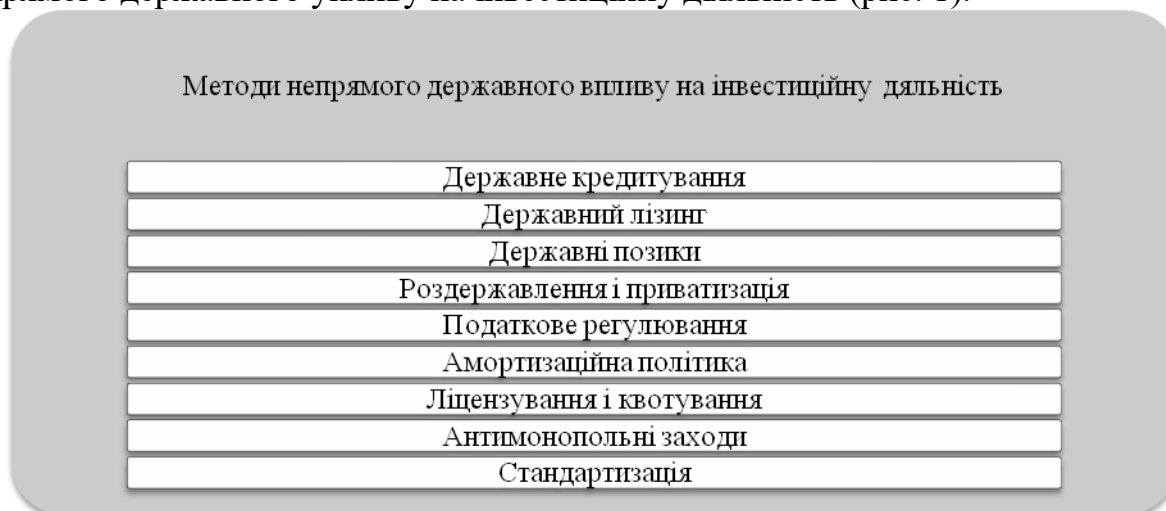 прямого державного впливу на інвестиційну діяльність (рис. 1).
Методи непрямого державного впливу на інвестиційну дяльність
Державне кредитування
Державний лізинг
Державні позики
Роздержавлення і приватизація
Податкове регулювання
Амортизаційна політика
Ліцензування і квотування
Антимонопольні заходи
Стандартизація